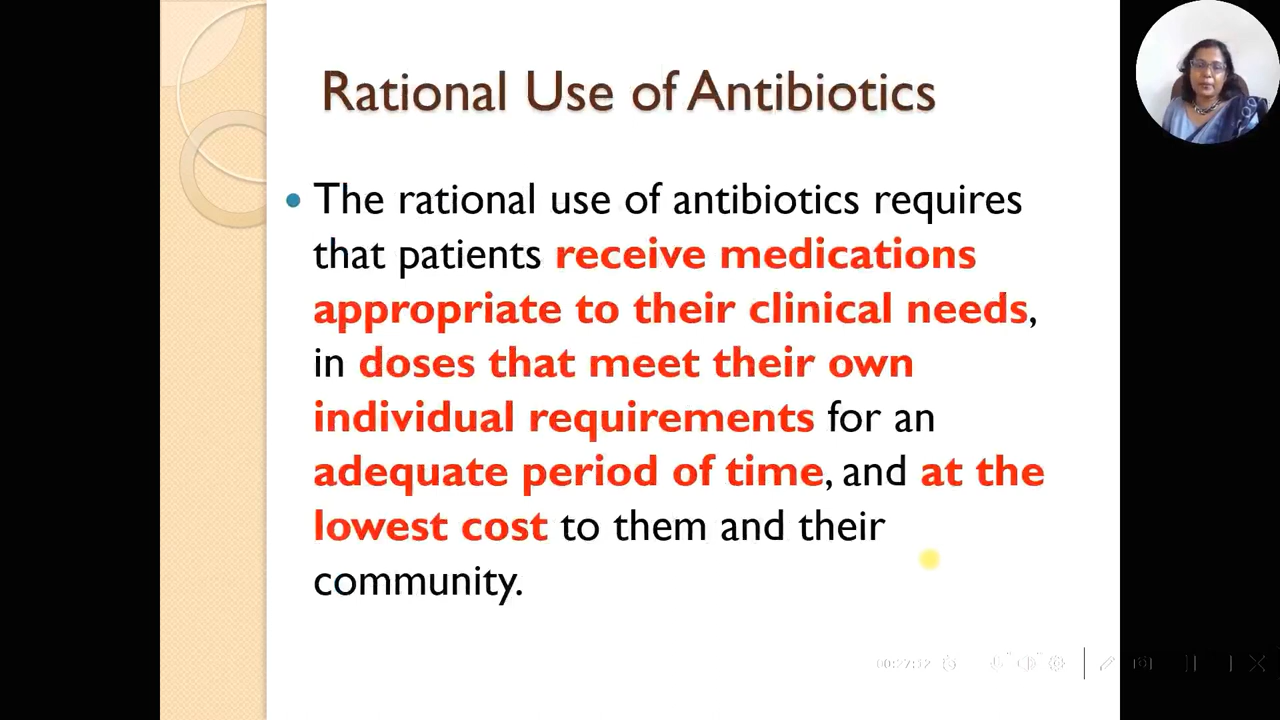 Rational Use of Antibiotics
• The rational use of antibiotics requires
that patients receive medications
appropriate to their clinical needs,
in doses that meet their own
individual requirements for an
adequate period of time, and at the
lowest cost to them and their
community.